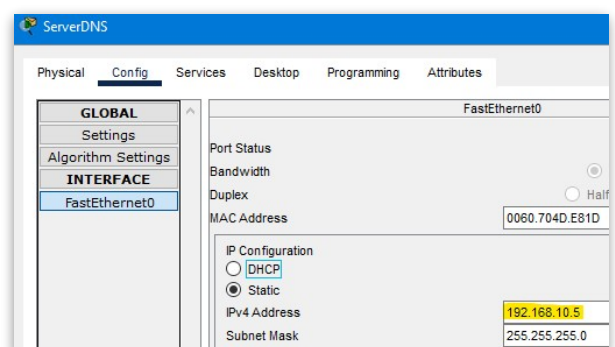 ServerDNS
Physical Config Services Desktop Programming Attributes
GLOBAL
Settings
Algorithm Settings
INTERFACE
FastEthernet0
FastEthernet0
Port Status
Bandwidth
Duplex Half
MAC Address 0060.704D.E81D
IP Configuration
DHCP
Static
IPv4 Address 192.168.10.5
Subnet Mask 255.255.255.0